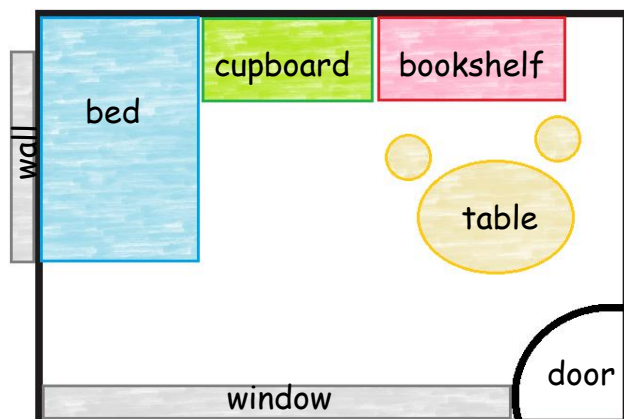 cupboard
bookshelf
bed
wall
table
door
window